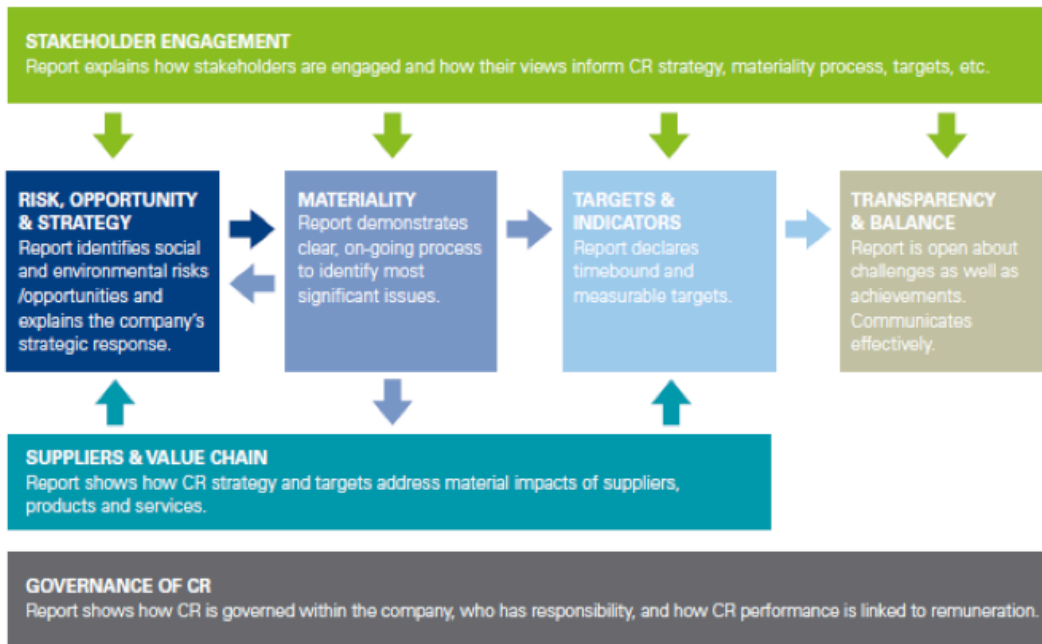 STAKEHOLDER ENGAGEMENT
Report explains how stakeholders are engaged and how their views inform CR strategy, materiality process, targets, etc.
RISK, OPPORTUNITY
& STRATEGY
Report identifies social
and environmental risks
/opportunities and
explains the company's
strategic response.
MATERIALITY
Report demonstrates
clear, on-going process
to identify most
significant issues.
TARGETS &
INDICATORS
Report declares
timebound and
measurable targets.
TRANSPARENCY
& BALANCE
Report is open about
challenges as well as
achievements.
Communicates
effectively.
SUPPLIERS & VALUE CHAIN
Report shows how CR strategy and targets address material impacts of suppliers,
products and services.
GOVERNANCE OF CR
Report shows how CR is governed within the company, who has responsibility, and how CR performance is linked to remuneration.